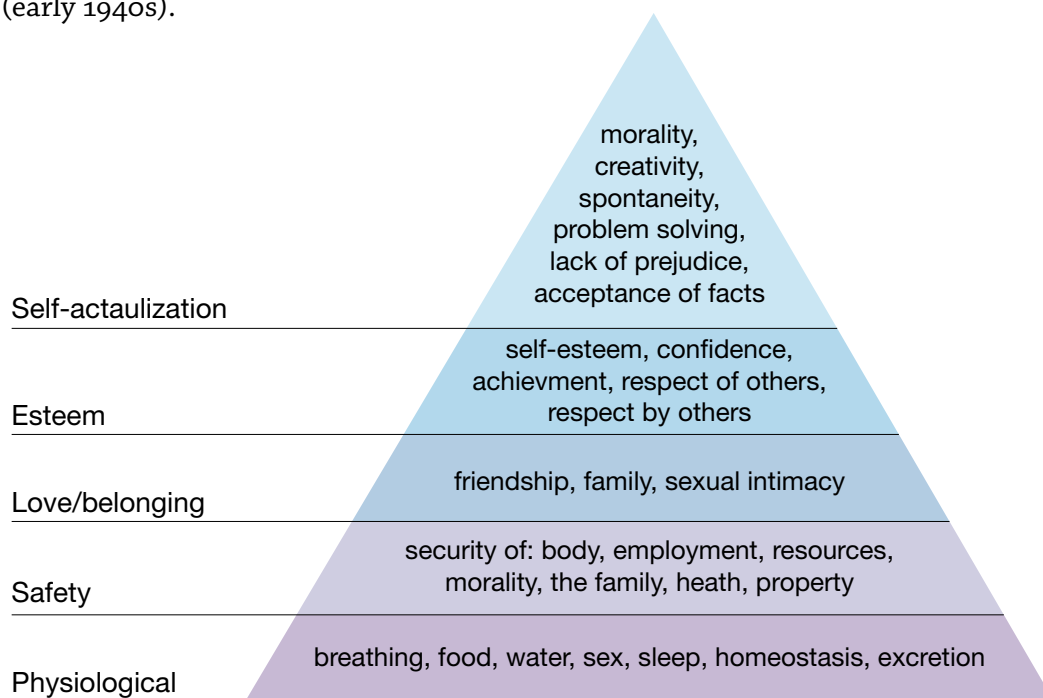 (early 1940s).
morality,
creativity,
spontaneity,
problem solving,
lack of prejudice,
acceptance of facts
Self-actaulization
self-esteem, confidence,
achievment, respect of others,
respect by others
Esteem
friendship, family, sexual intimacy
Love/belonging
security of: body, employment, resources,
morality, the family, heath, property
Safety
breathing, food, water, sex, sleep, homeostasis, excretion
Physiological